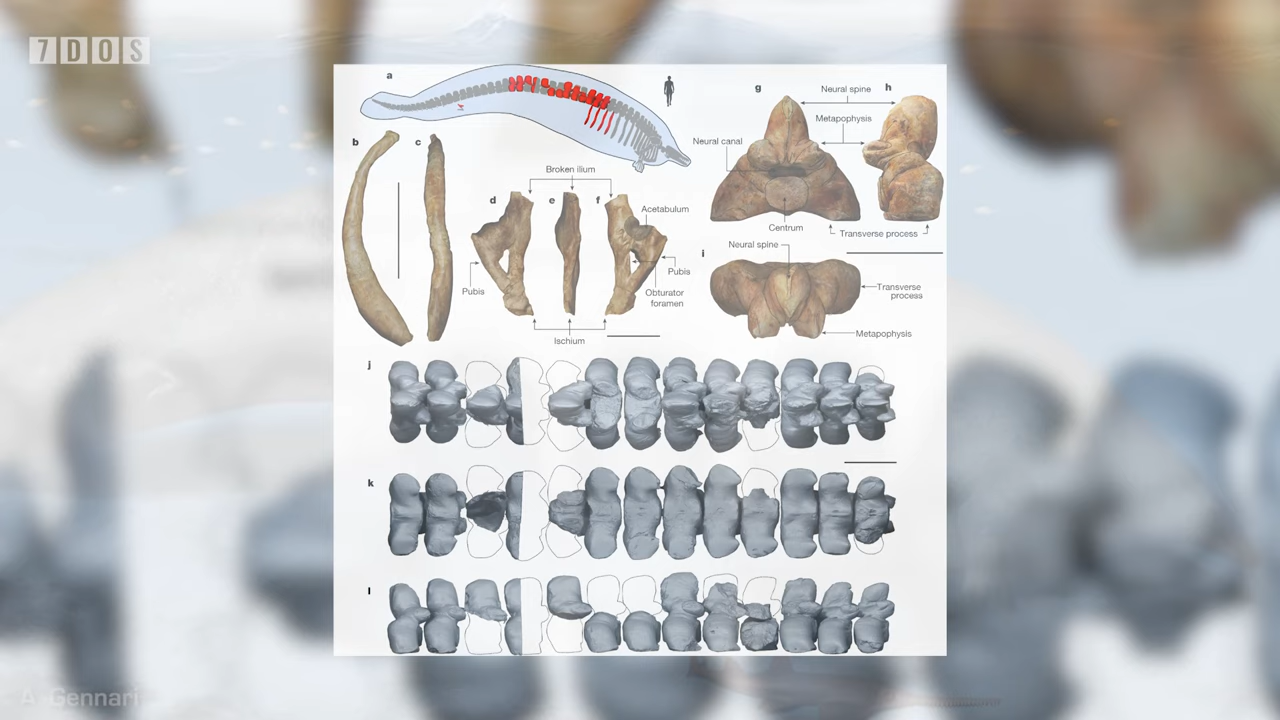 7DOS
a
g
Neural spine
h
Metapophysis
Neural canal
b
c
Broken ilium
d
e
f
Acetabulum
Centrum
Transverse process
Neural spine
i
Pubis
Pubis
Obturator
foramen
Transverse
process
Ischium
Metapophysis
j
k
l
A. Gennari